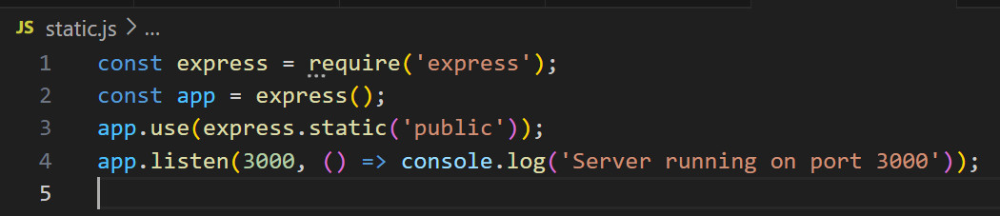 JS static.js > ...
1 const express = require('express');
2 const app = express();
3 app.use(express.static('public'));
4 app.listen(3000, () => console.log('Server running on port 3000'));
5